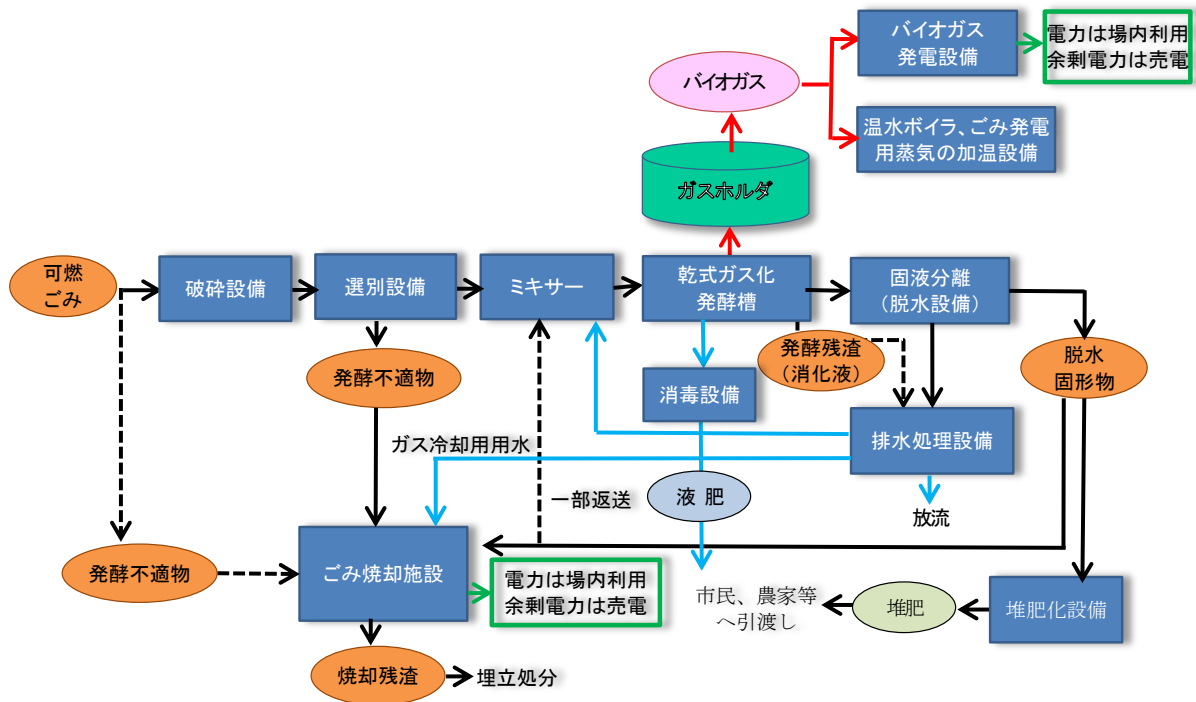 バイオガス
発電設備
電力は場内利用
余剰電力は売電
バイオガス
温水ボイラ、ごみ発電
用蒸気の加温設備
ガスホルダ
可燃
ごみ
破砕設備
選別設備
ミキサー
乾式ガス化
発酵槽
固液分離
（脱水設備）
発酵不適物
発酵残渣
（消化液）
脱水
固形物
消毒設備
排水処理設備
ガス冷却用用水
一部返送
液 肥
放流
発酵不適物
ごみ焼却施設
電力は場内利用
余剰電力は売電
市民、農家等
へ引渡し
堆肥
堆肥化設備
焼却残渣
埋立処分